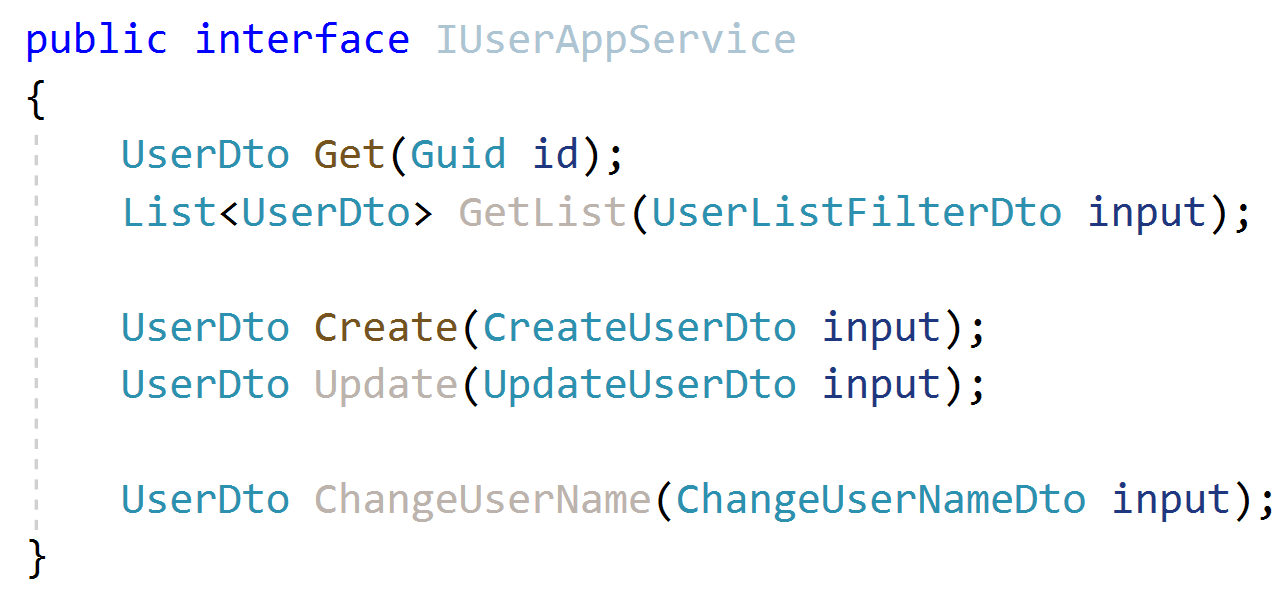 public interface IUserAppService
{
UserDto Get(Guid id);
List<UserDto> GetList(UserListFilterDto input);
UserDto Create(CreateUserDto input);
UserDto Update(UpdateUserDto input);
UserDto ChangeUserName(ChangeUserNameDto input);
}